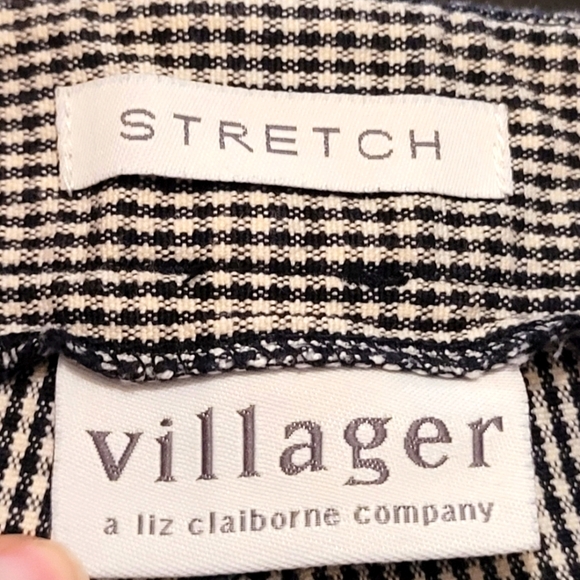 STRETCH
villager
a liz claiborne company